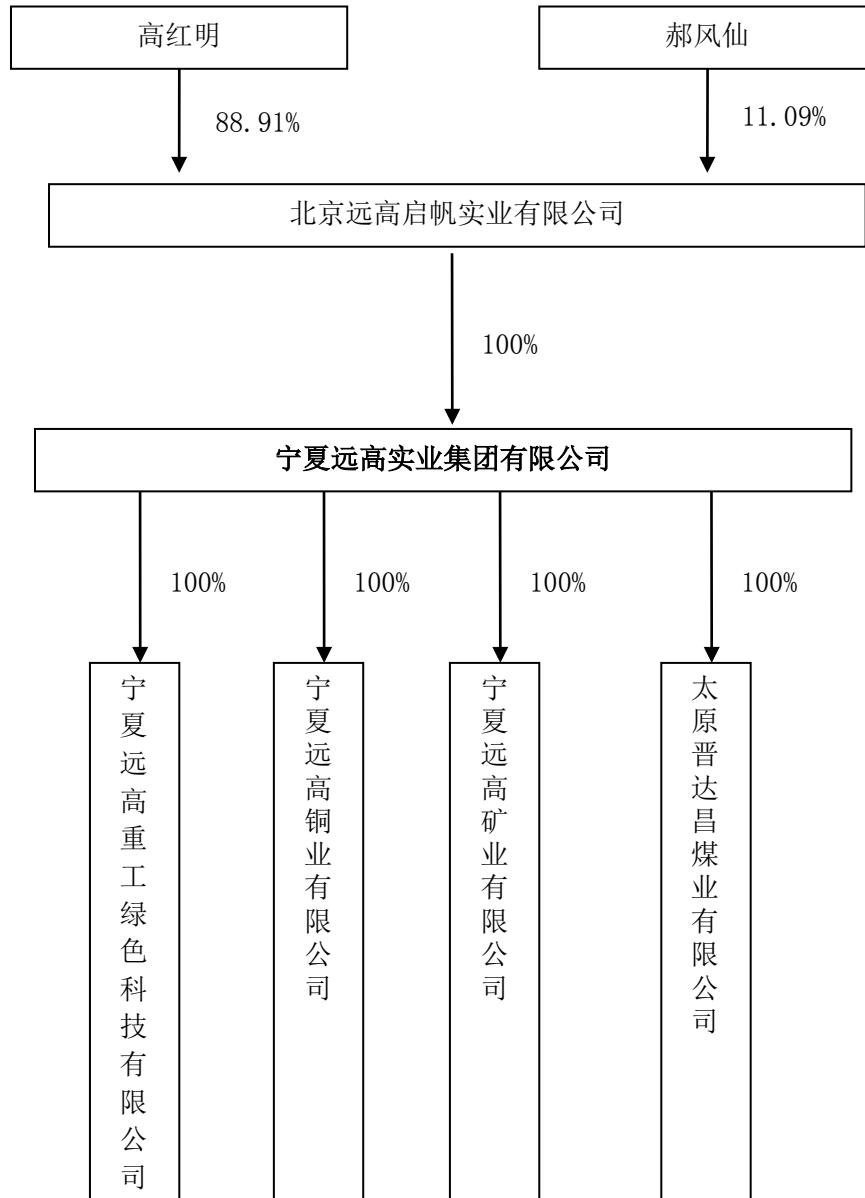 高红明
郝风仙
88.91%
11.09%
北京远高启帆实业有限公司
100%
宁夏远高实业集团有限公司
100%
100%
100%
100%
宁夏远高重工绿色科技有限公司
宁夏远高铜业有限公司
宁夏远高矿业有限公司
太原晋达昌煤业有限公司